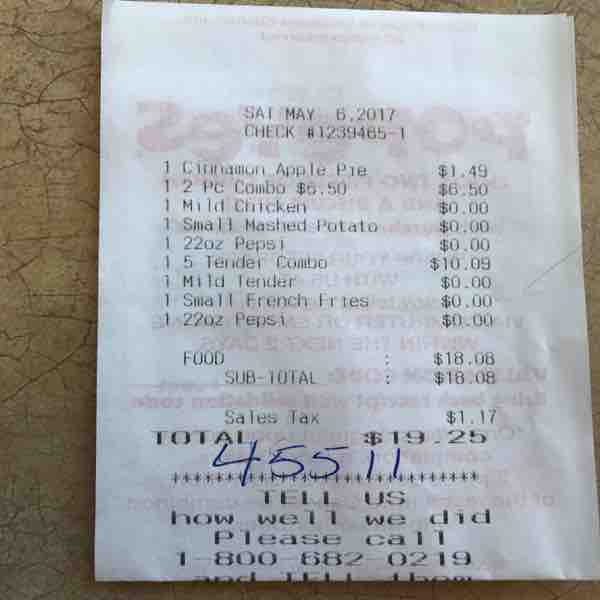 SAT MAY 6,2017
CHECK #1239465-1
1 Cinnamon Apple Pie $1.49
1 2 Pc Combo $6.50 $6.50
1 Mild Chicken $0.00
1 Small Mashed Potato $0.00
1 22oz Pepsi $0.00
1 5 Tender Combo $10.09
1 Mild Tender $0.00
1 Small French Fries $0.00
1 22oz Pepsi $0.00
FOOD : $18.08
SUB-TOTAL : $18.08
Sales Tax $1.17
TOTAL $19.25
45511
************************************
TELL US
how well we did
Please call
1-800-682-0219
and TELL them